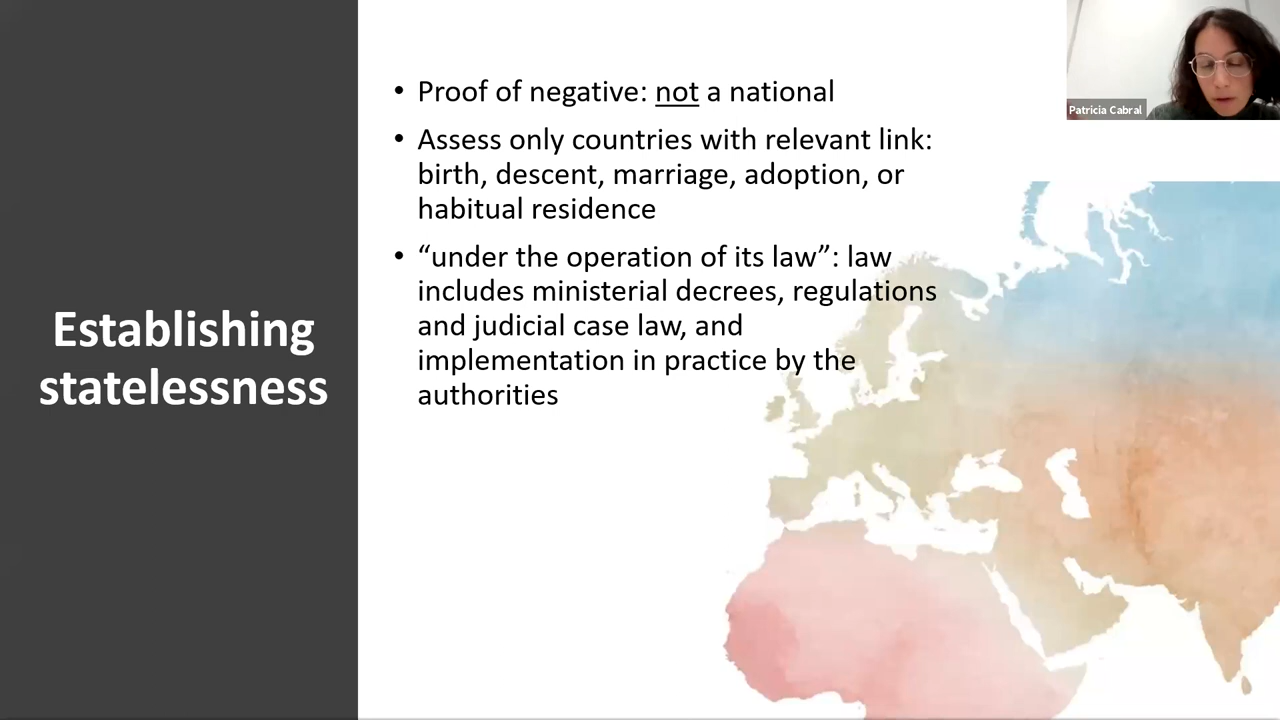 Establishing
statelessness
• Proof of negative: not a national
• Assess only countries with relevant link:
birth, descent, marriage, adoption, or
habitual residence
• “under the operation of its law”: law
includes ministerial decrees, regulations
and judicial case law, and
implementation in practice by the
authorities
Patricia Cabral